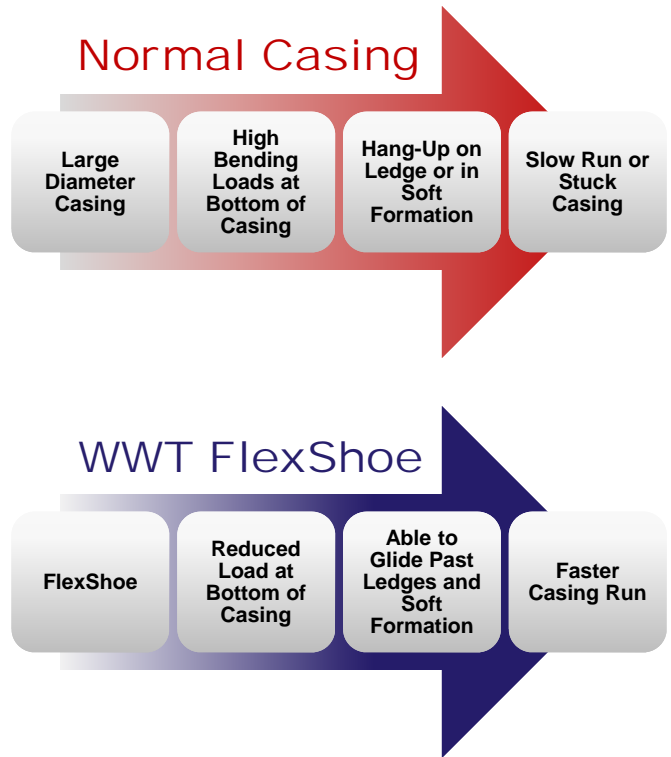 Normal Casing
Large
Diameter
Casing
High
Bending
Loads at
Bottom of
Casing
Hang-Up on
Ledge or in
Soft
Formation
Slow Run or
Stuck
Casing
WWT FlexShoe
FlexShoe
Reduced
Load at
Bottom of
Casing
Able to
Glide Past
Ledges and
Soft
Formation
Faster
Casing Run